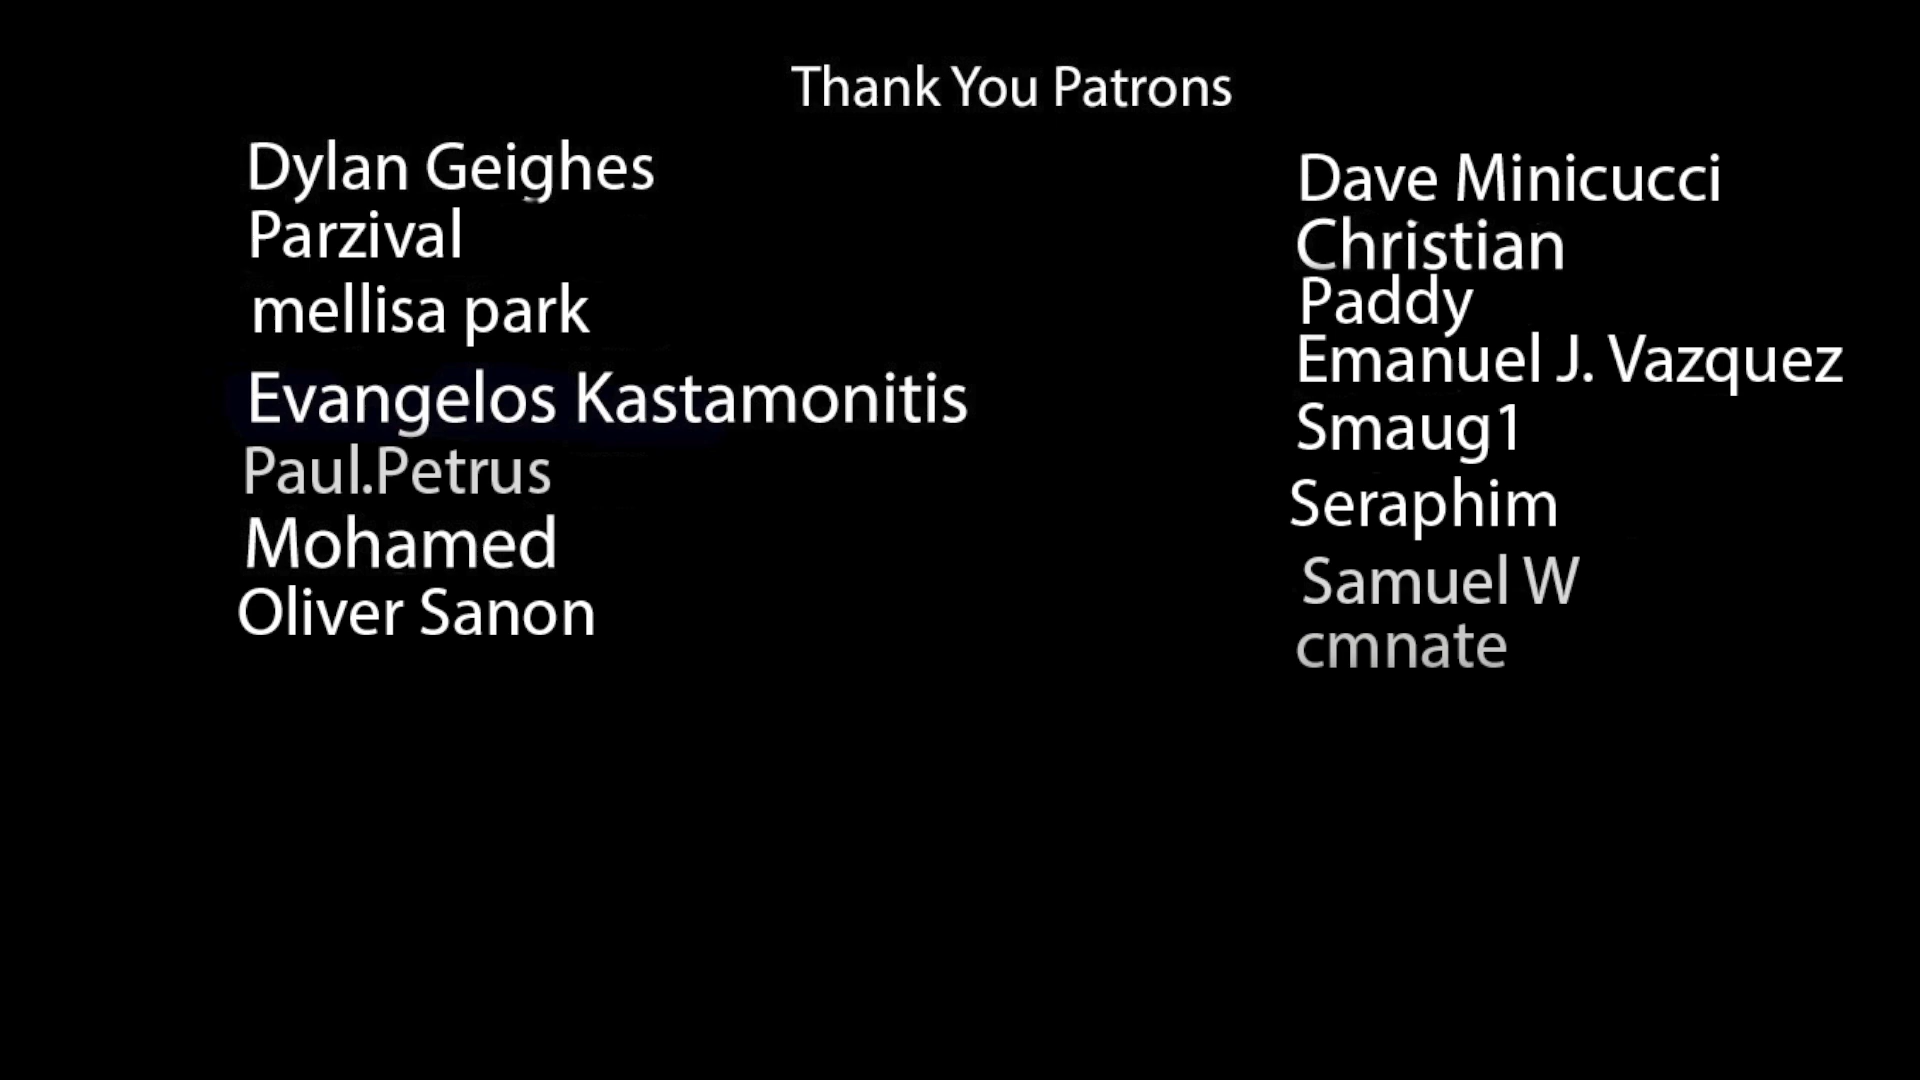 Thank You Patrons
Dylan Geighes
Parzival
mellisa park
Evangelos Kastamonitis
Paul.Petrus
Mohamed
Oliver Sanon
Dave Minicucci
Christian
Paddy
Emanuel J. Vazquez
Smaug1
Seraphim
Samuel W
cmnate